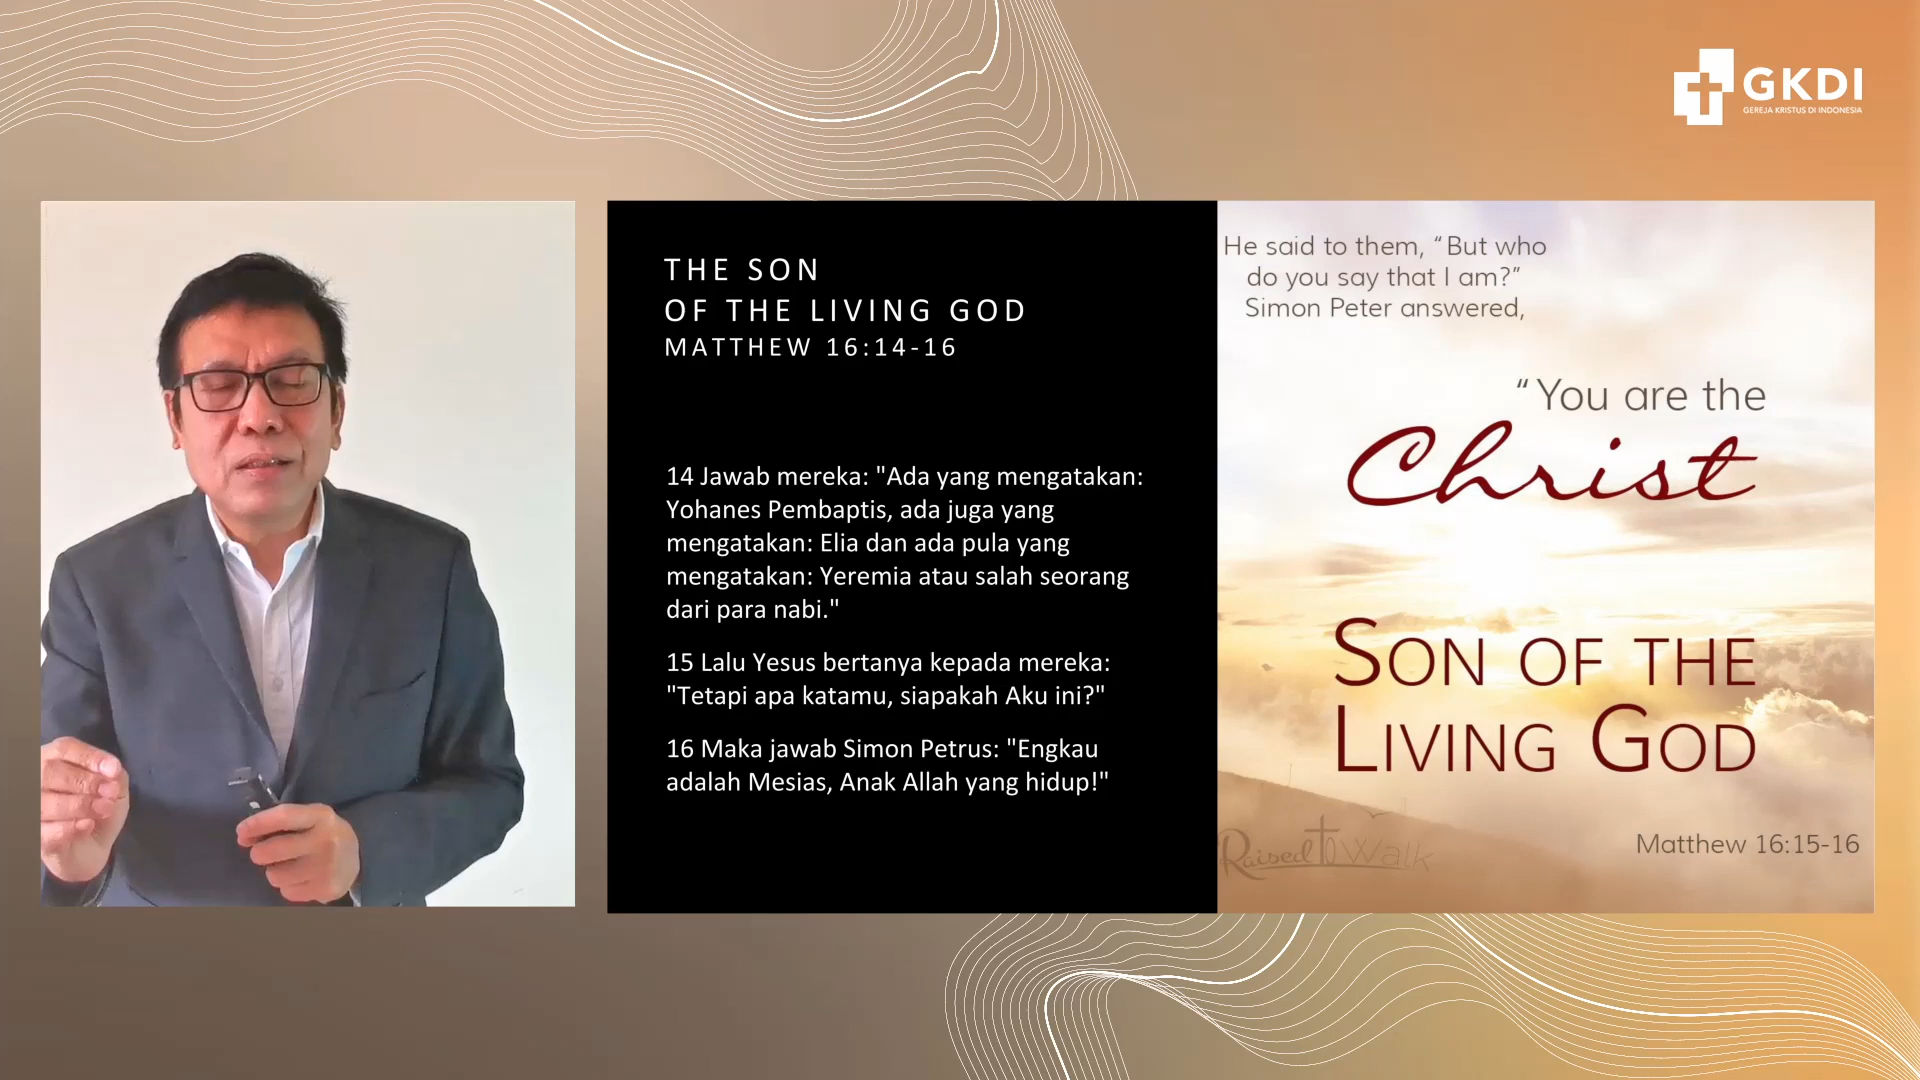 GKDI
GEREJA KRISTUS DI INDONESIA
THE SON
OF THE LIVING GOD
MATTHEW 16:14-16
14 Jawab mereka: "Ada yang mengatakan:
Yohanes Pembaptis, ada juga yang
mengatakan: Elia dan ada pula yang
mengatakan: Yeremia atau salah seorang
dari para nabi."
15 Lalu Yesus bertanya kepada mereka:
"Tetapi apa katamu, siapakah Aku ini?"
16 Maka jawab Simon Petrus: "Engkau
adalah Mesias, Anak Allah yang hidup!"
He said to them, “But who
do you say that I am?”
Simon Peter answered,
“You are the
Christ
SON OF THE
LIVING GOD
Matthew 16:15-16
Raised to Walk